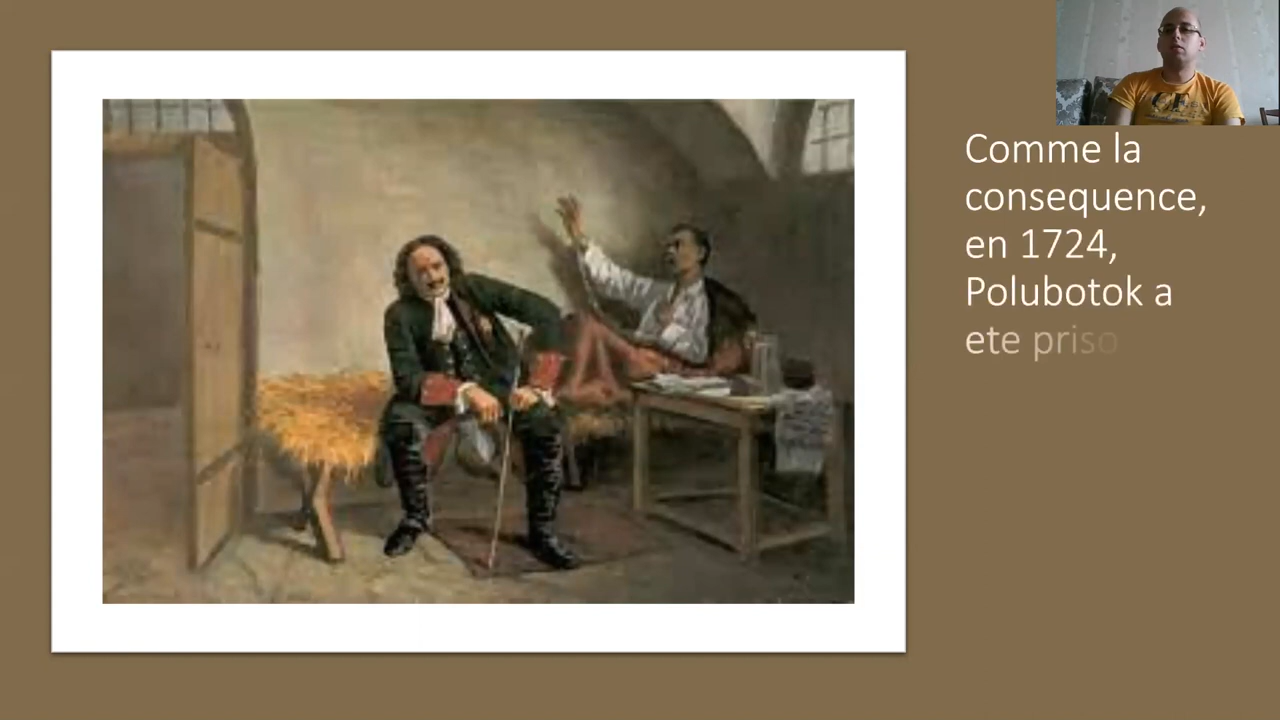 Comme la
consequence,
en 1724,
Polubotok a
ete priso